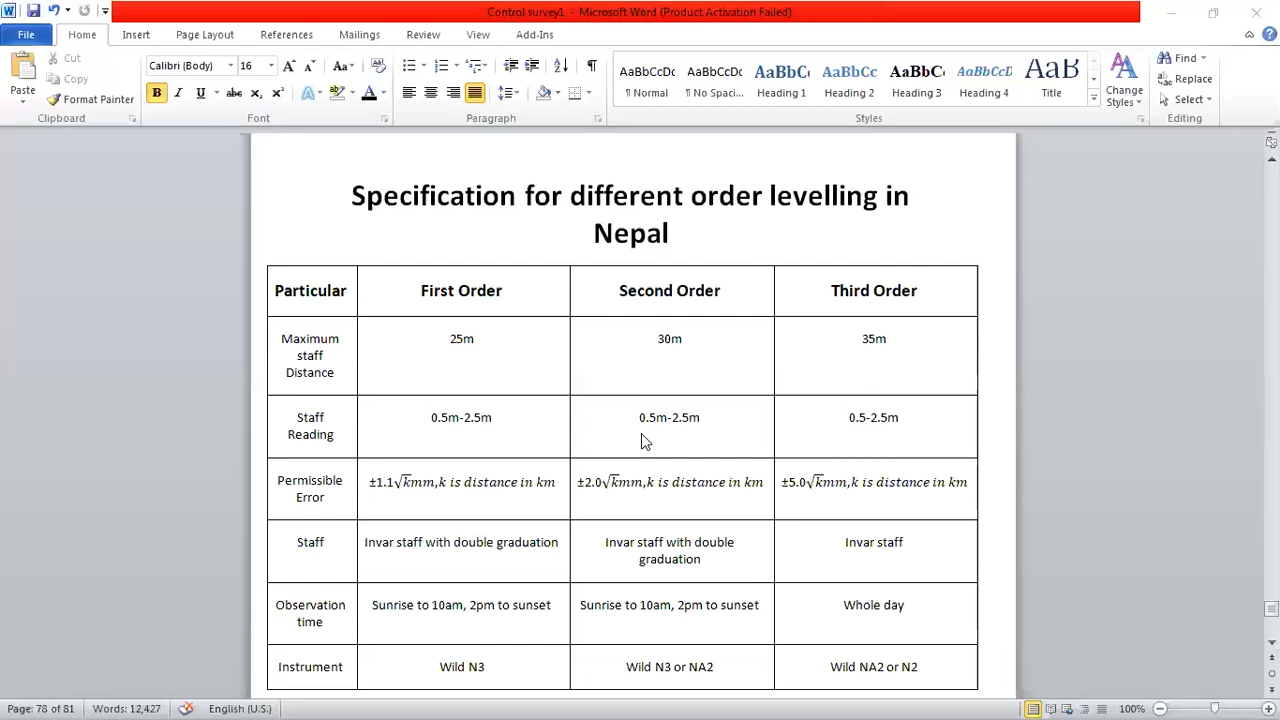 Control survey1 - Microsoft Word (Product Activation Failed)
File Home Insert Page Layout References Mailings Review View Add-Ins
Paste
Cut
Copy
Format Painter
Clipboard
Calibri (Body) 16
B I U abc x₂ x²
Font
Paragraph
AaBbCcDc AaBbCcDc AaBbC AaBbCc AaBbC AaBbCcD AaB
¶ Normal ¶ No Spaci... Heading 1 Heading 2 Heading 3 Heading 4 Title
Styles
Change Styles
Find
Replace
Select
Editing
Specification for different order levelling in
Nepal
Particular First Order Second Order Third Order
Maximum staff Distance 25m 30m 35m
Staff Reading 0.5m-2.5m 0.5m-2.5m 0.5-2.5m
Permissible Error ±1.1√kmm,k is distance in km ±2.0√kmm,k is distance in km ±5.0√kmm,k is distance in km
Staff Invar staff with double graduation Invar staff with double graduation Invar staff
Observation time Sunrise to 10am, 2pm to sunset Sunrise to 10am, 2pm to sunset Whole day
Instrument Wild N3 Wild N3 or NA2 Wild NA2 or N2
Page: 78 of 81 Words: 12,427 English (U.S.) 100%